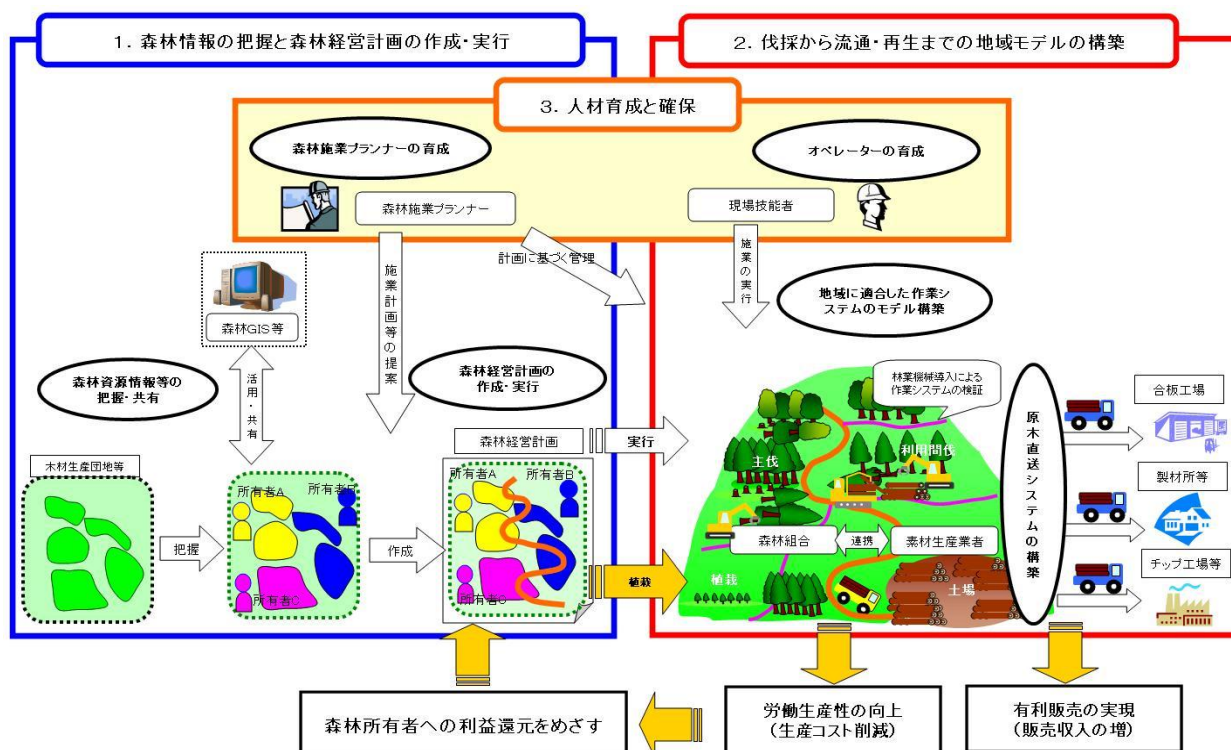 1. 森林情報の把握と森林経営計画の作成・実行
2. 伐採から流通・再生までの地域モデルの構築
3. 人材育成と確保
森林施業プランナーの育成
オペレーターの育成
森林施業プランナー
現場技能者
計画に基づく管理
施業の実行
施業計画等の提案
地域に適合した作業シ
ステムのモデル構築
森林GIS等
活用・共有
森林資源情報等の
把握・共有
森林経営計画の
作成・実行
林業機械導入による
作業システムの検証
原木直送システムの構築
合板工場
製材所等
チップ工場等
木材生産団地等
把握
所有者A
所有者B
所有者C
作成
森林経営計画
所有者A
所有者B
所有者C
実行
植栽
主伐
利用間伐
森林組合
連携
素材生産業者
植栽
土場
森林所有者への利益還元をめざす
労働生産性の向上
(生産コスト削減)
有利販売の実現
(販売収入の増)